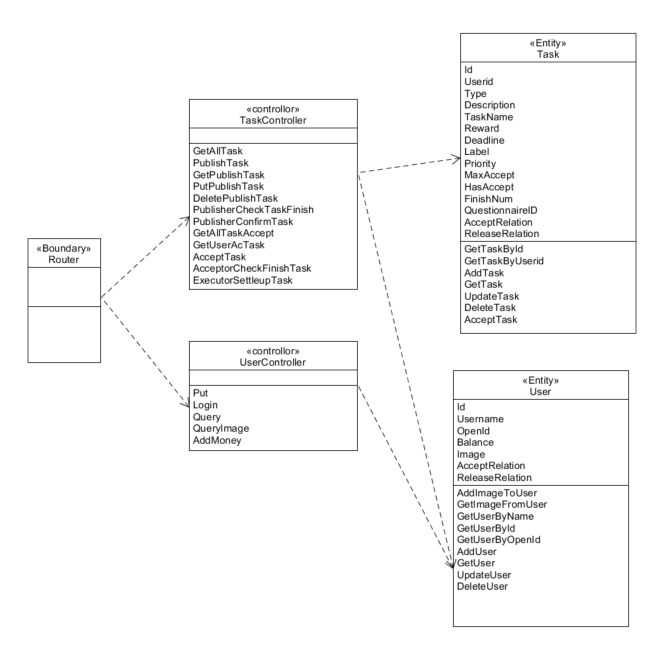 «Boundary»
Router
«controllor»
TaskController
GetAllTask
PublishTask
GetPublishTask
PutPublishTask
DeletePublishTask
PublisherCheckTaskFinish
PublisherConfirmTask
GetAllTaskAccept
GetUserAcTask
AcceptTask
AcceptorCheckFinishTask
ExecutorSettleupTask
«controllor»
UserController
Put
Login
Query
QueryImage
AddMoney
«Entity»
Task
Id
Userid
Type
Description
TaskName
Reward
Deadline
Label
Priority
MaxAccept
HasAccept
FinishNum
QuestionnaireID
AcceptRelation
ReleaseRelation
GetTaskById
GetTaskByUserid
AddTask
GetTask
UpdateTask
DeleteTask
AcceptTask
«Entity»
User
Id
Username
OpenId
Balance
Image
AcceptRelation
ReleaseRelation
AddImageToUser
GetImageFromUser
GetUserByName
GetUserById
GetUserByOpenId
AddUser
GetUser
UpdateUser
DeleteUser